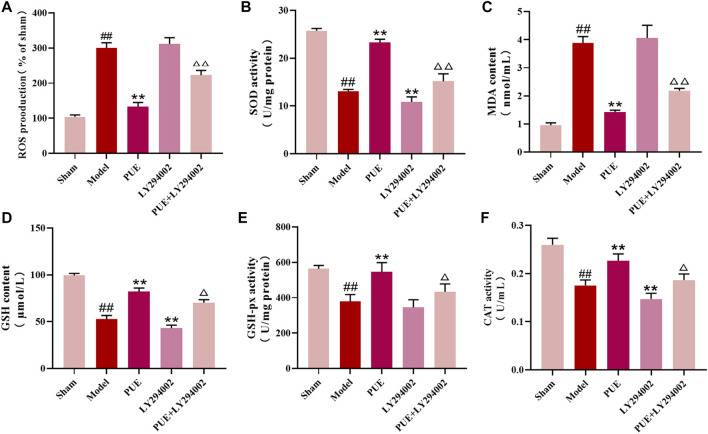 A
ROS prooduction( % of sham)
400
300
200
100
0
##
**
△△
Sham
Model
PUE
LY294002
PUE+LY294002
B
SOD activity
( U/mg protein)
30
20
10
0
##
**
**
△△
Sham
Model
PUE
LY294002
PUE+LY294002
C
MDA content
( nmol/mL)
5
4
3
2
1
0
##
**
△△
Sham
Model
PUE
LY294002
PUE+LY294002
D
GSH content
( μmol/L)
150
100
50
0
##
**
**
△
Sham
Model
PUE
LY294002
PUE+LY294002
E
GSH-px activity
( U/mg protein)
800
600
400
200
0
##
**
△
Sham
Model
PUE
LY294002
PUE+LY294002
F
CAT activity
( U/mL)
0.3
0.2
0.1
0.0
##
**
**
△
Sham
Model
PUE
LY294002
PUE+LY294002